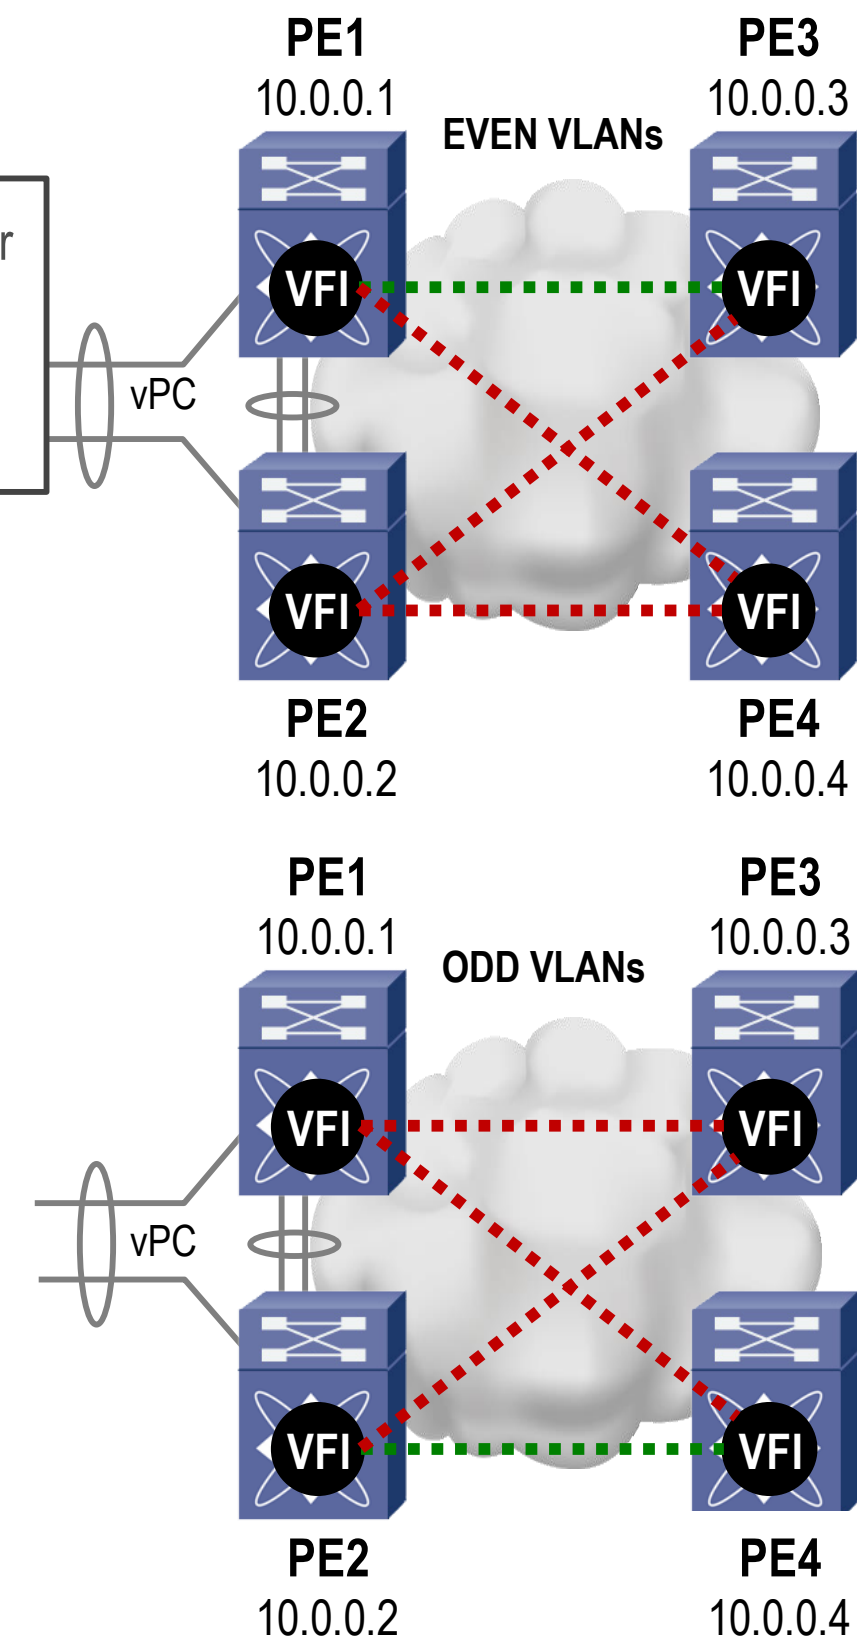 PE1
PE3
10.0.0.1
10.0.0.3
EVEN VLANs
r
VFI
VFI
vPC
VFI
VFI
PE2
PE4
10.0.0.2
10.0.0.4
PE1
PE3
10.0.0.1
10.0.0.3
ODD VLANs
VFI
VFI
vPC
VFI
VFI
PE2
PE4
10.0.0.2
10.0.0.4